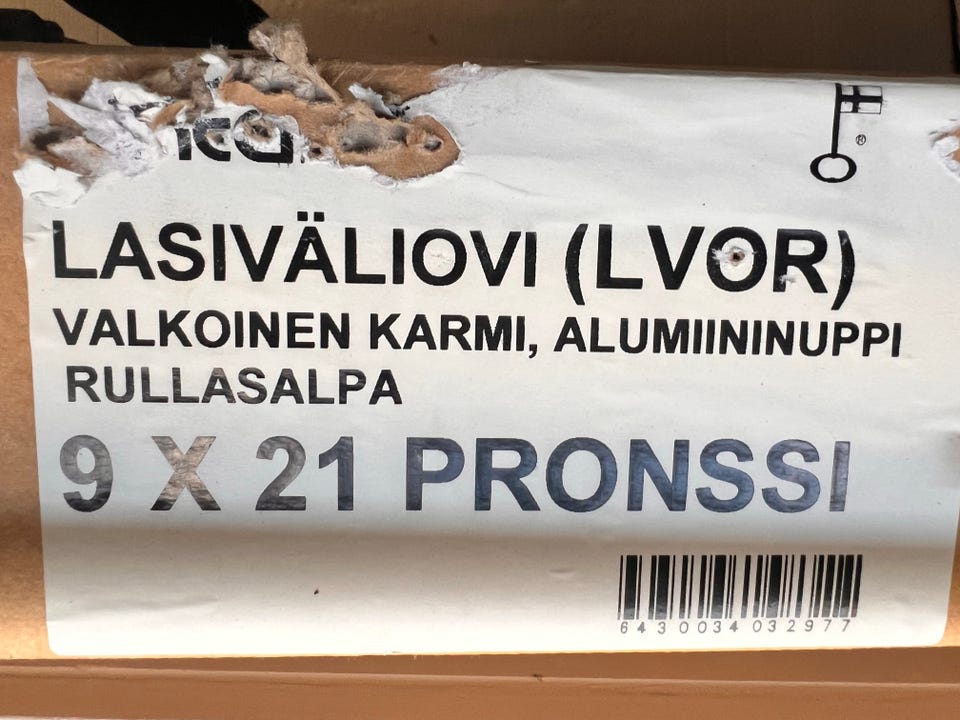 LASIVÄLIOVI (LVOR)
VALKOINEN KARMI, ALUMIININUPPI
RULLASALPA
9 X 21 PRONSSI
6430034032977